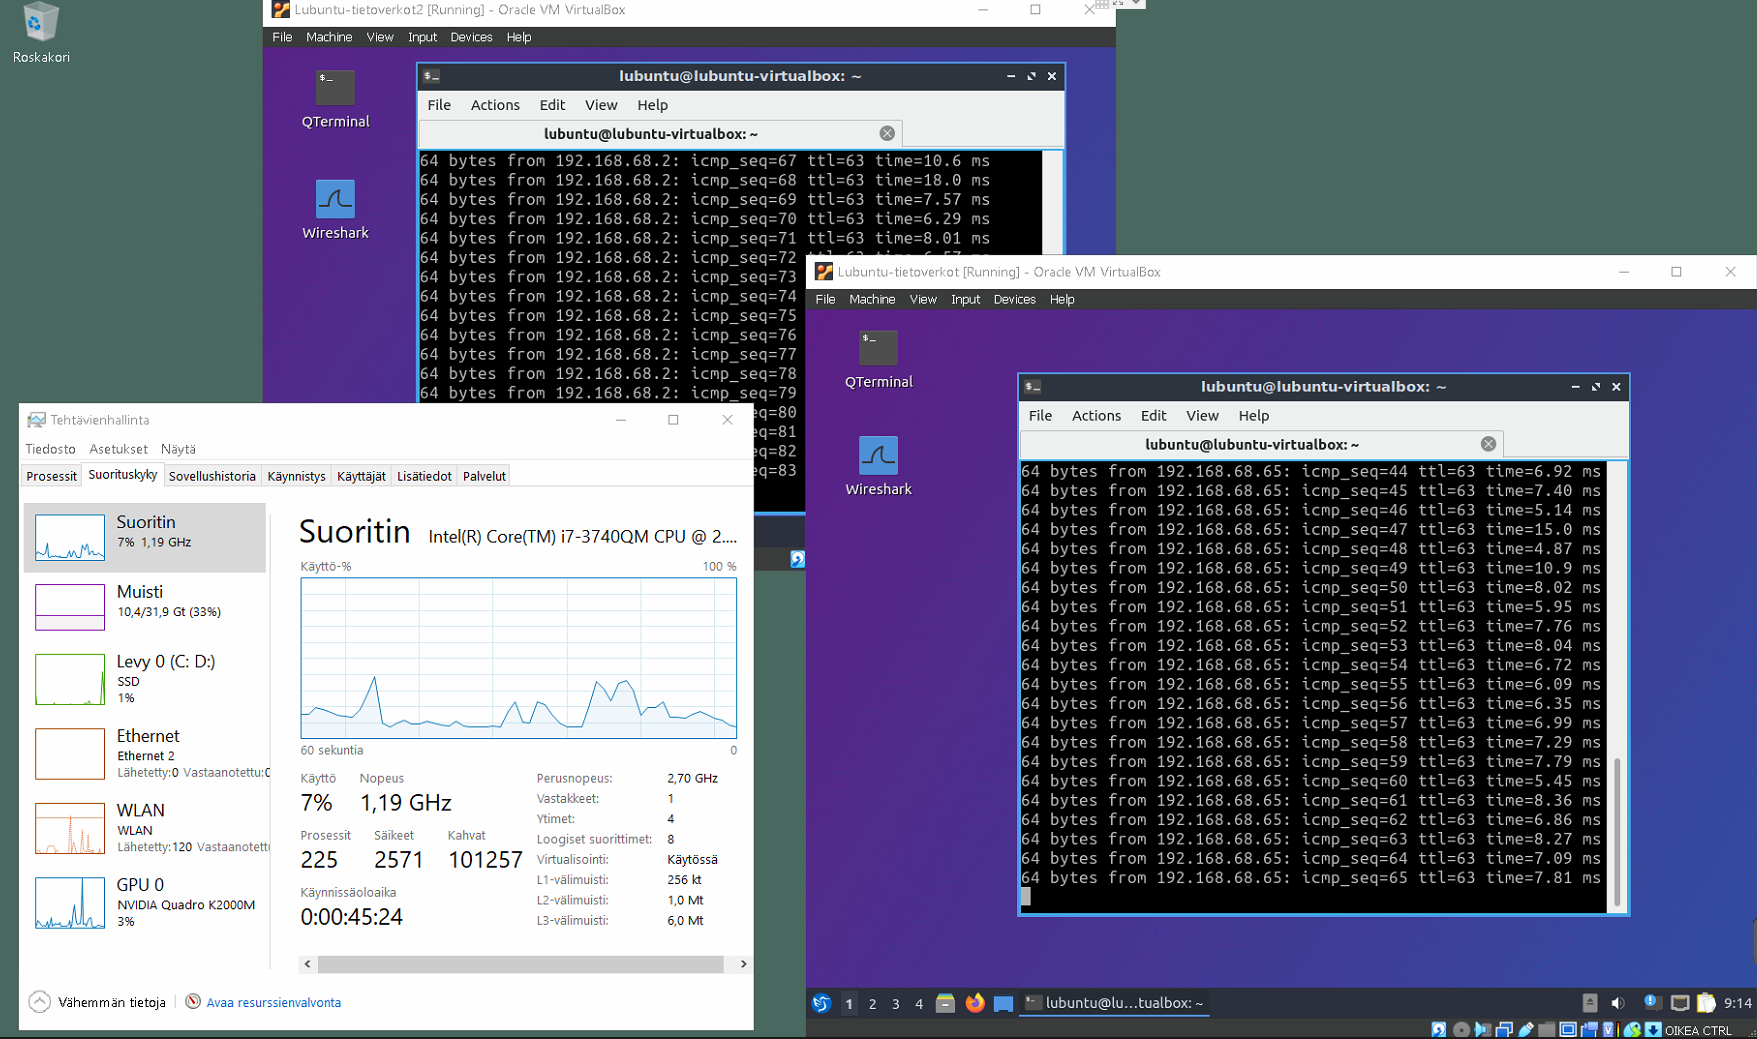 Roskakori
Lubuntu-tietoverkot2 [Running] - Oracle VM VirtualBox
File Machine View Input Devices Help
QTerminal
Wireshark
lubuntu@lubuntu-virtualbox: ~
File Actions Edit View Help
lubuntu@lubuntu-virtualbox: ~
64 bytes from 192.168.68.2: icmp_seq=67 ttl=63 time=10.6 ms
64 bytes from 192.168.68.2: icmp_seq=68 ttl=63 time=18.0 ms
64 bytes from 192.168.68.2: icmp_seq=69 ttl=63 time=7.57 ms
64 bytes from 192.168.68.2: icmp_seq=70 ttl=63 time=6.29 ms
64 bytes from 192.168.68.2: icmp_seq=71 ttl=63 time=8.01 ms
64 bytes from 192.168.68.2: icmp_seq=72
64 bytes from 192.168.68.2: icmp_seq=73
64 bytes from 192.168.68.2: icmp_seq=74
64 bytes from 192.168.68.2: icmp_seq=75
64 bytes from 192.168.68.2: icmp_seq=76
64 bytes from 192.168.68.2: icmp_seq=77
64 bytes from 192.168.68.2: icmp_seq=78
64 bytes from 192.168.68.2: icmp_seq=79
=80
=81
=82
=83
Lubuntu-tietoverkot [Running] - Oracle VM VirtualBox
File Machine View Input Devices Help
QTerminal
Wireshark
lubuntu@lubuntu-virtualbox: ~
File Actions Edit View Help
lubuntu@lubuntu-virtualbox: ~
64 bytes from 192.168.68.65: icmp_seq=44 ttl=63 time=6.92 ms
64 bytes from 192.168.68.65: icmp_seq=45 ttl=63 time=7.40 ms
64 bytes from 192.168.68.65: icmp_seq=46 ttl=63 time=5.14 ms
64 bytes from 192.168.68.65: icmp_seq=47 ttl=63 time=15.0 ms
64 bytes from 192.168.68.65: icmp_seq=48 ttl=63 time=4.87 ms
64 bytes from 192.168.68.65: icmp_seq=49 ttl=63 time=10.9 ms
64 bytes from 192.168.68.65: icmp_seq=50 ttl=63 time=8.02 ms
64 bytes from 192.168.68.65: icmp_seq=51 ttl=63 time=5.95 ms
64 bytes from 192.168.68.65: icmp_seq=52 ttl=63 time=7.76 ms
64 bytes from 192.168.68.65: icmp_seq=53 ttl=63 time=8.04 ms
64 bytes from 192.168.68.65: icmp_seq=54 ttl=63 time=6.72 ms
64 bytes from 192.168.68.65: icmp_seq=55 ttl=63 time=6.09 ms
64 bytes from 192.168.68.65: icmp_seq=56 ttl=63 time=6.35 ms
64 bytes from 192.168.68.65: icmp_seq=57 ttl=63 time=6.99 ms
64 bytes from 192.168.68.65: icmp_seq=58 ttl=63 time=7.29 ms
64 bytes from 192.168.68.65: icmp_seq=59 ttl=63 time=7.79 ms
64 bytes from 192.168.68.65: icmp_seq=60 ttl=63 time=5.45 ms
64 bytes from 192.168.68.65: icmp_seq=61 ttl=63 time=8.36 ms
64 bytes from 192.168.68.65: icmp_seq=62 ttl=63 time=6.86 ms
64 bytes from 192.168.68.65: icmp_seq=63 ttl=63 time=8.27 ms
64 bytes from 192.168.68.65: icmp_seq=64 ttl=63 time=7.09 ms
64 bytes from 192.168.68.65: icmp_seq=65 ttl=63 time=7.81 ms
1 2 3 4 lubuntu@lu...tualbox: ~ 9:14
OIKEA CTRL
Tehtävienhallinta
Tiedosto Asetukset Näytä
Prosessit Suorituskyky Sovellushistoria Käynnistys Käyttäjät Lisätiedot Palvelut
Suoritin
7% 1,19 GHz
Muisti
10,4/31,9 Gt (33%)
Levy 0 (C: D:)
SSD
1%
Ethernet
Ethernet 2
Lähetetty:0 Vastaanotettu:0
WLAN
WLAN
Lähetetty:120 Vastaanotettu
GPU 0
NVIDIA Quadro K2000M
3%
Suoritin Intel(R) Core(TM) i7-3740QM CPU @ 2....
Käyttö-% 100 %
60 sekuntia 0
Käyttö Nopeus
7% 1,19 GHz
Prosessit Säikeet Kahvat
225 2571 101257
Käynnissäoloaika
0:00:45:24
Perusnopeus: 2,70 GHz
Vastakkeet: 1
Ytimet: 4
Loogiset suorittimet: 8
Virtualisointi: Käytössä
L1-välimuisti: 256 kt
L2-välimuisti: 1,0 Mt
L3-välimuisti: 6,0 Mt
Vähemmän tietoja Avaa resurssienvalvonta